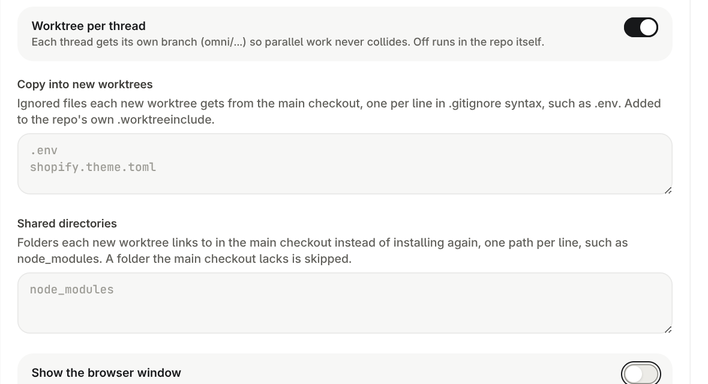 Worktree per thread
Each thread gets its own branch (omni/...) so parallel work never collides. Off runs in the repo itself.
Copy into new worktrees
Ignored files each new worktree gets from the main checkout, one per line in .gitignore syntax, such as .env. Added
to the repo's own .worktreeinclude.
.env
shopify.theme.toml
Shared directories
Folders each new worktree links to in the main checkout instead of installing again, one path per line, such as
node_modules. A folder the main checkout lacks is skipped.
node_modules
Show the browser window